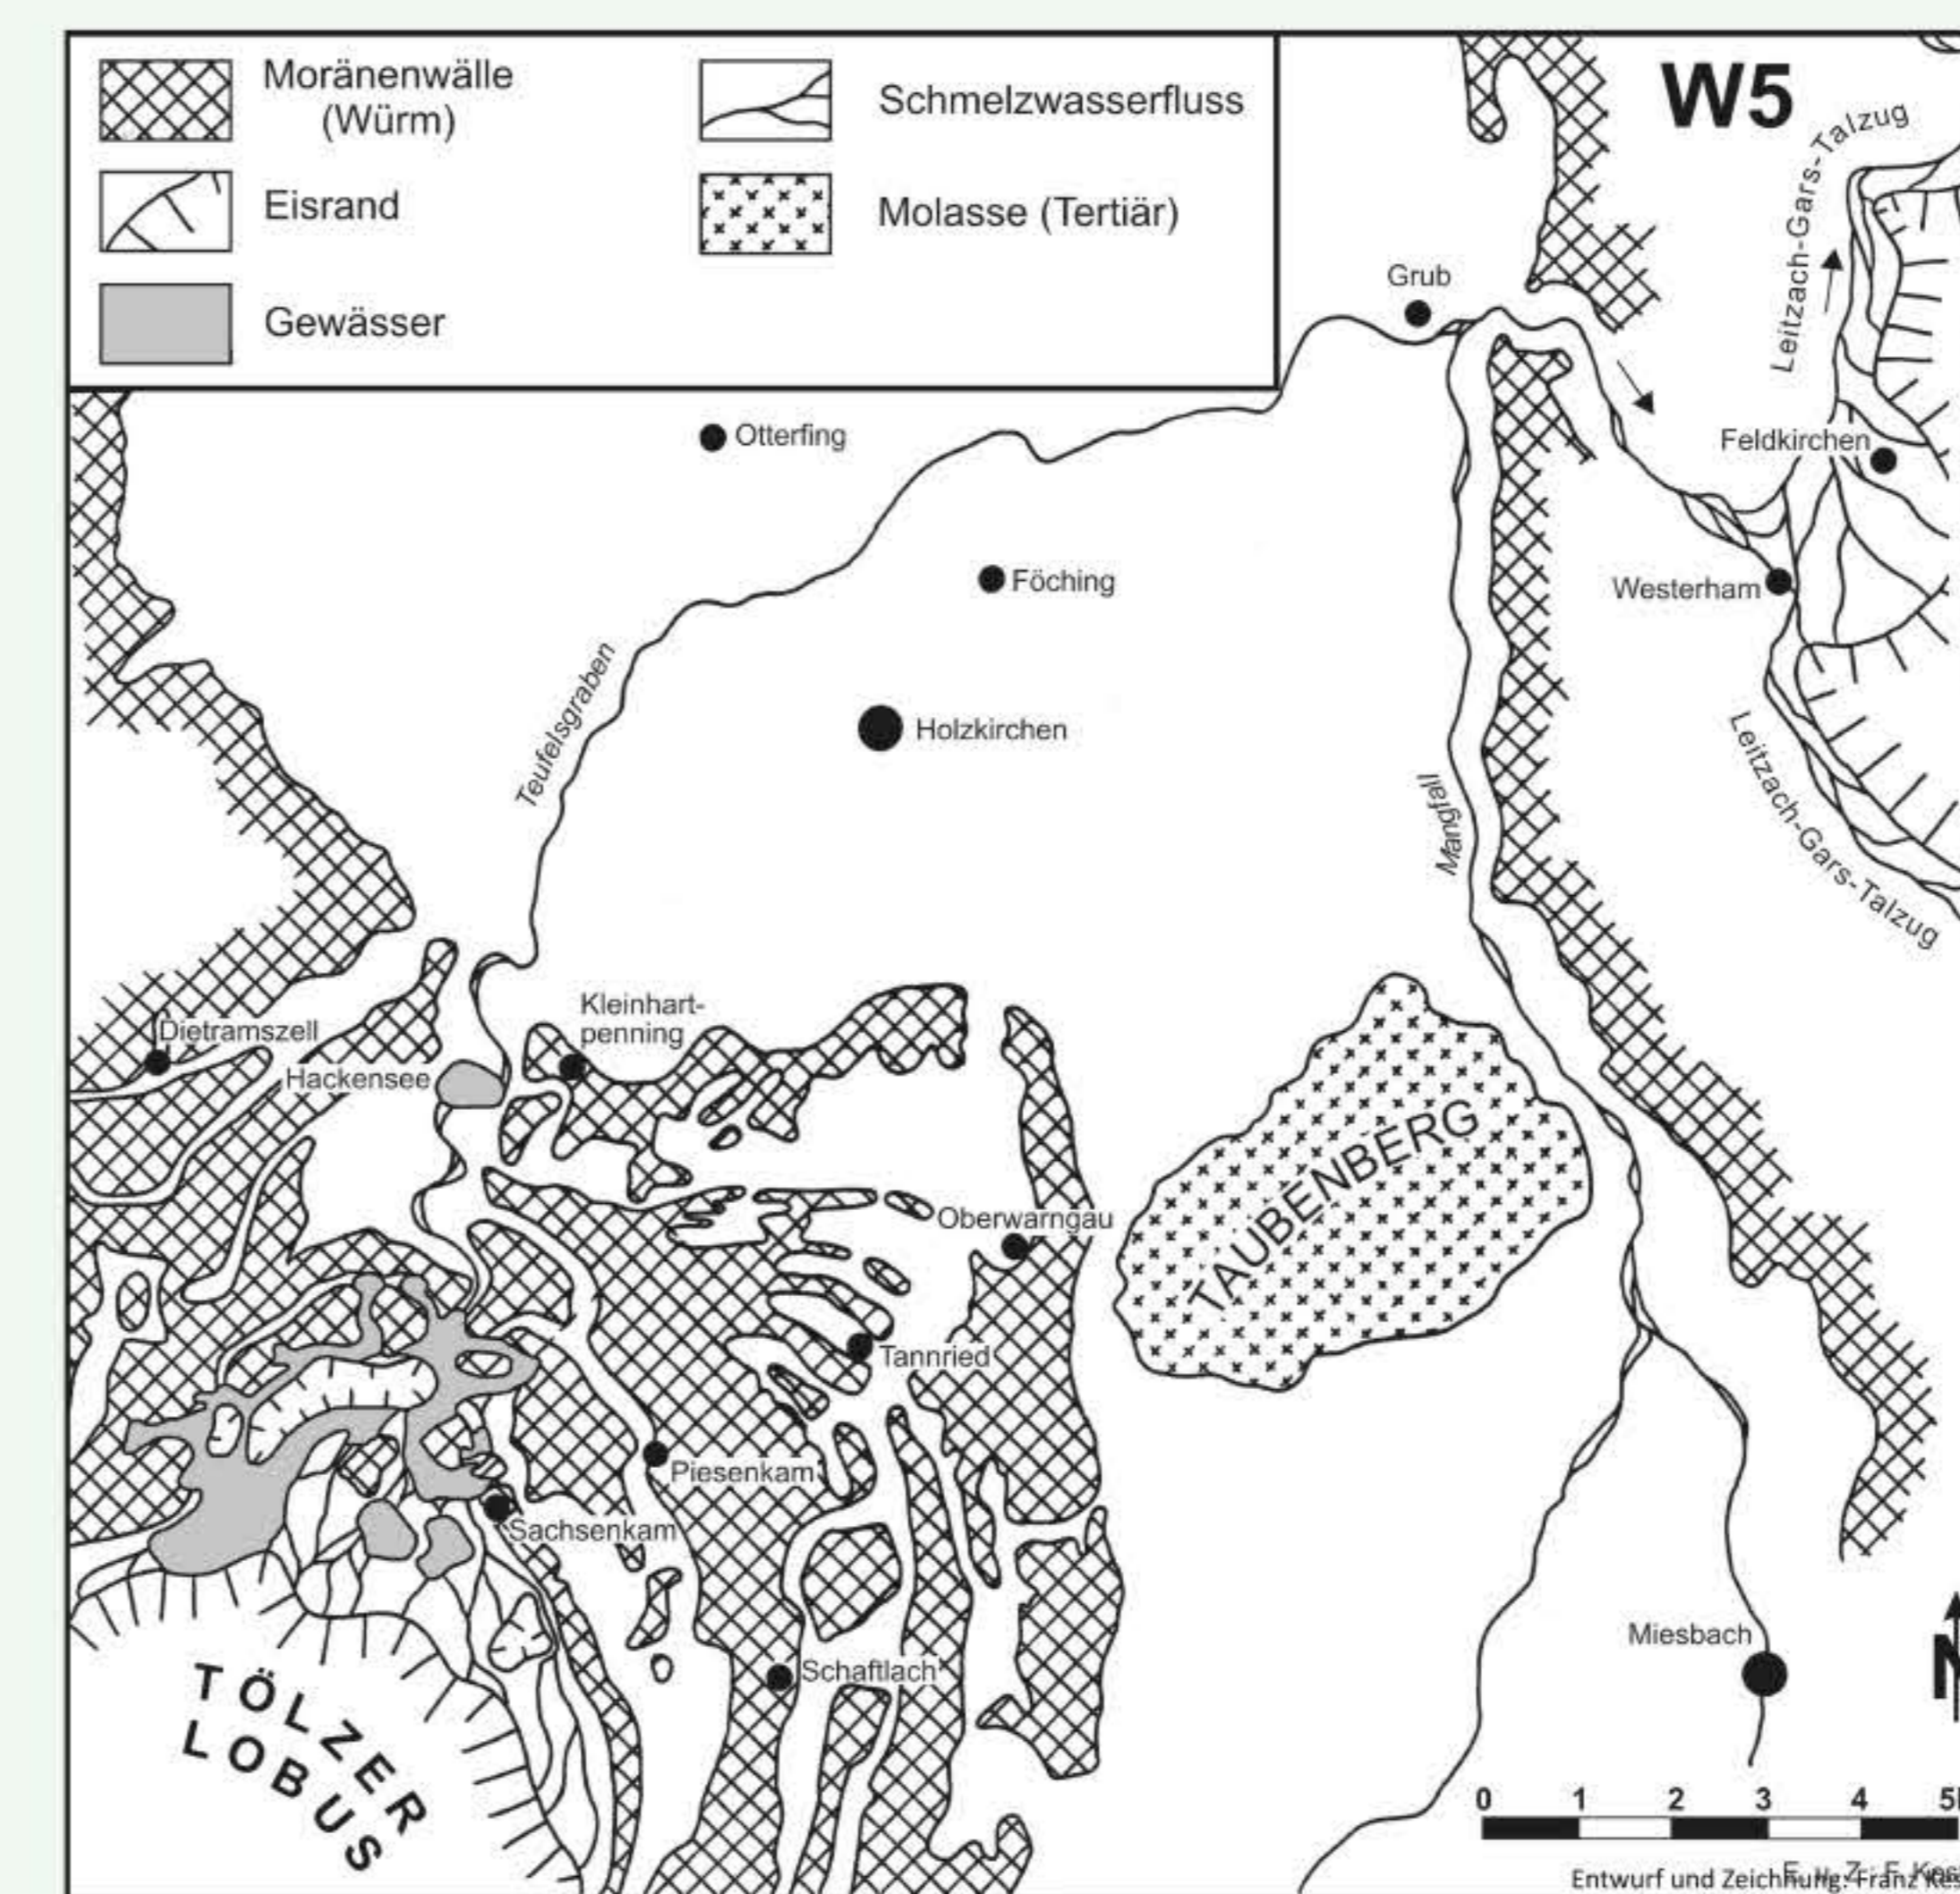 Moränenwälle
(Würm)
Schmelzwasserfluss
Eisrand
Molasse (Tertiär)
Gewässer
W5
Leitzach-Gars-Talzug
Grub
Otterfing
Feldkirchen
Föching
Westerham
Teufelsgraben
Holzkirchen
Mangfall
Leitzach-Gars-Talzug
Kleinhart-
penning
Dietramszell
Hackensee
TAUBENBERG
Oberwarngau
Tannried
Piesenkam
Sachsenkam
Miesbach
Schaftlach
TÖLZER
LOBUS
N
0 1 2 3 4 5
Entwurf und Zeichnung: Franz